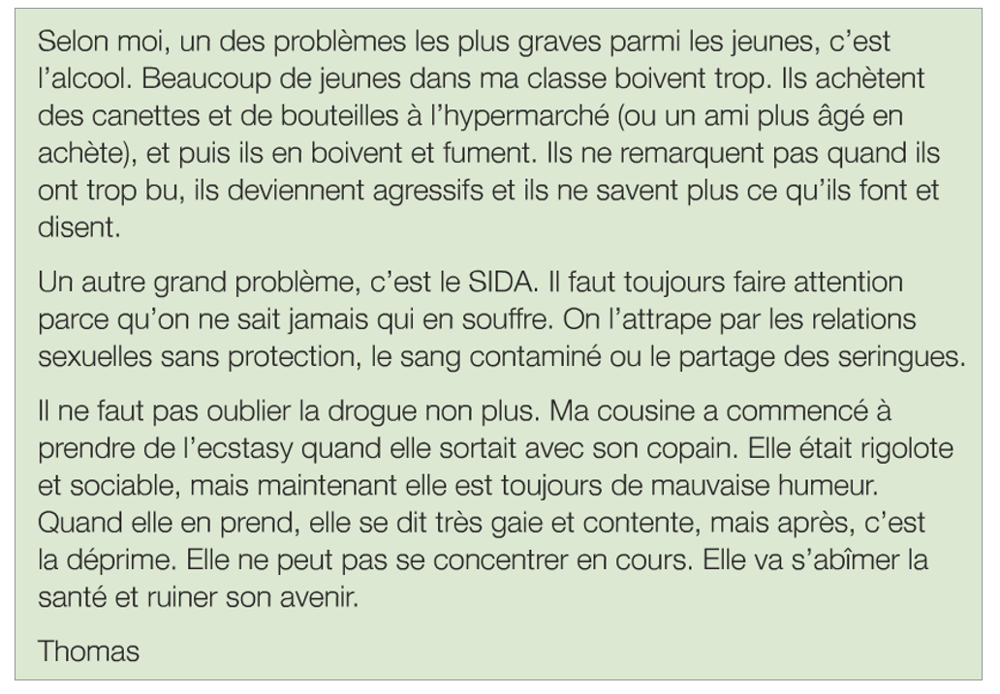 Selon moi, un des problèmes les plus graves parmi les jeunes, c’est
l’alcool. Beaucoup de jeunes dans ma classe boivent trop. Ils achètent
des canettes et de bouteilles à l’hypermarché (ou un ami plus âgé en
achète), et puis ils en boivent et fument. Ils ne remarquent pas quand ils
ont trop bu, ils deviennent agressifs et ils ne savent plus ce qu’ils font et
disent.
Un autre grand problème, c’est le SIDA. Il faut toujours faire attention
parce qu’on ne sait jamais qui en souffre. On l’attrape par les relations
sexuelles sans protection, le sang contaminé ou le partage des seringues.
Il ne faut pas oublier la drogue non plus. Ma cousine a commencé à
prendre de l’ecstasy quand elle sortait avec son copain. Elle était rigolote
et sociable, mais maintenant elle est toujours de mauvaise humeur.
Quand elle en prend, elle se dit très gaie et contente, mais après, c’est
la déprime. Elle ne peut pas se concentrer en cours. Elle va s’abîmer la
santé et ruiner son avenir.
Thomas